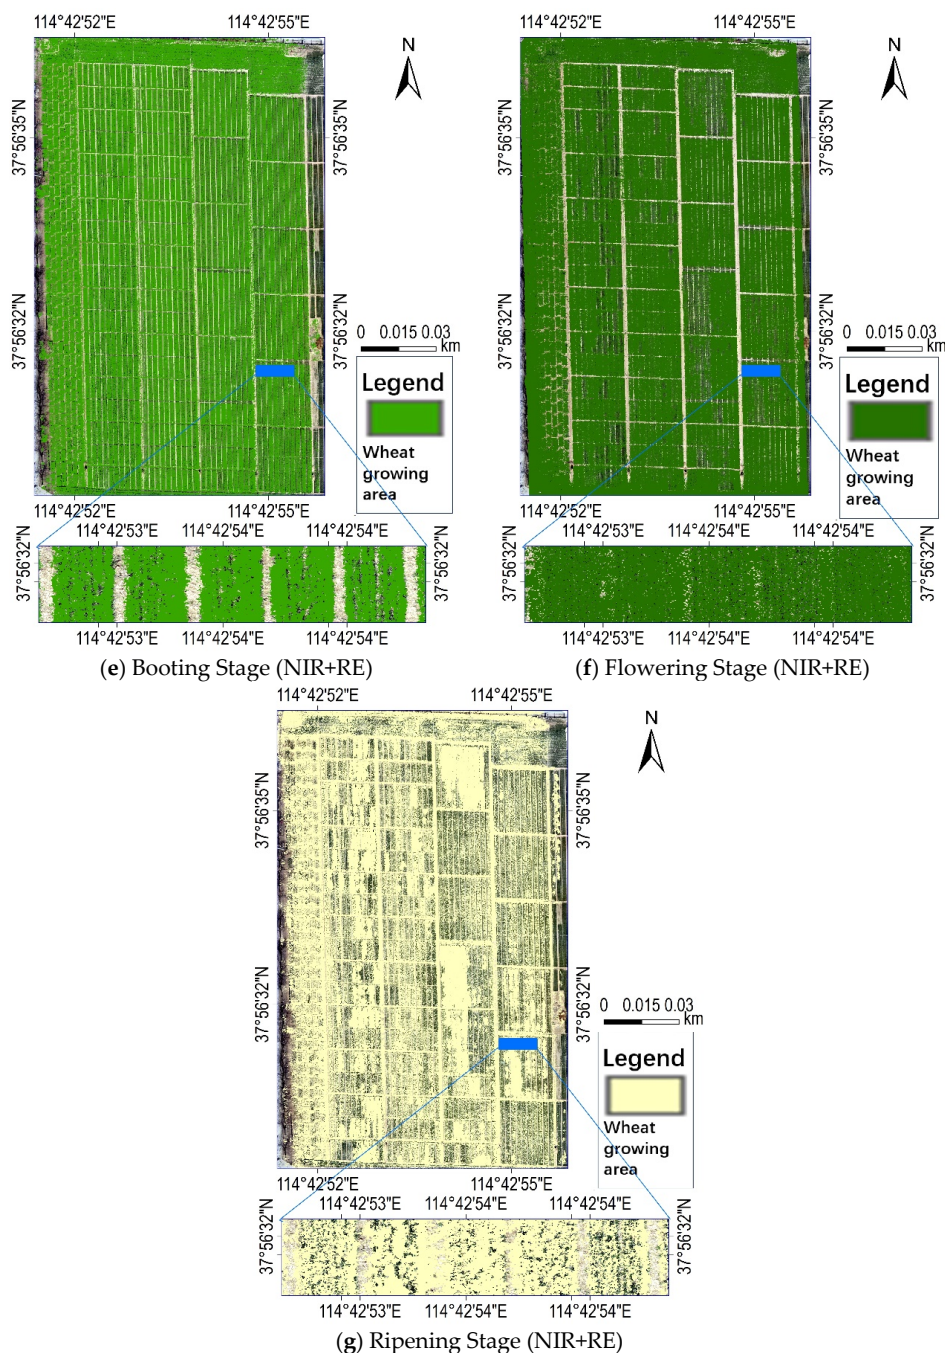 114°42'52"E 114°42'55"E
N
37°56'35"N 37°56'35"N
37°56'32"N 37°56'32"N
0 0.015 0.03
km
Legend
Wheat
growing
area
114°42'52"E 114°42'55"E
114°42'53"E 114°42'54"E 114°42'54"E
37°56'32"N 37°56'32"N
114°42'53"E 114°42'54"E 114°42'54"E
(e) Booting Stage (NIR+RE)
114°42'52"E 114°42'55"E
N
37°56'35"N 37°56'35"N
37°56'32"N 37°56'32"N
0 0.015 0.03
km
Legend
Wheat
growing
area
114°42'52"E 114°42'55"E
114°42'53"E 114°42'54"E 114°42'54"E
37°56'32"N 37°56'32"N
114°42'53"E 114°42'54"E 114°42'54"E
(f) Flowering Stage (NIR+RE)
114°42'52"E 114°42'55"E
N
37°56'35"N 37°56'35"N
37°56'32"N 37°56'32"N
0 0.015 0.03
km
Legend
Wheat
growing
area
114°42'52"E 114°42'55"E
114°42'53"E 114°42'54"E 114°42'54"E
37°56'32"N 37°56'32"N
114°42'53"E 114°42'54"E 114°42'54"E
(g) Ripening Stage (NIR+RE)